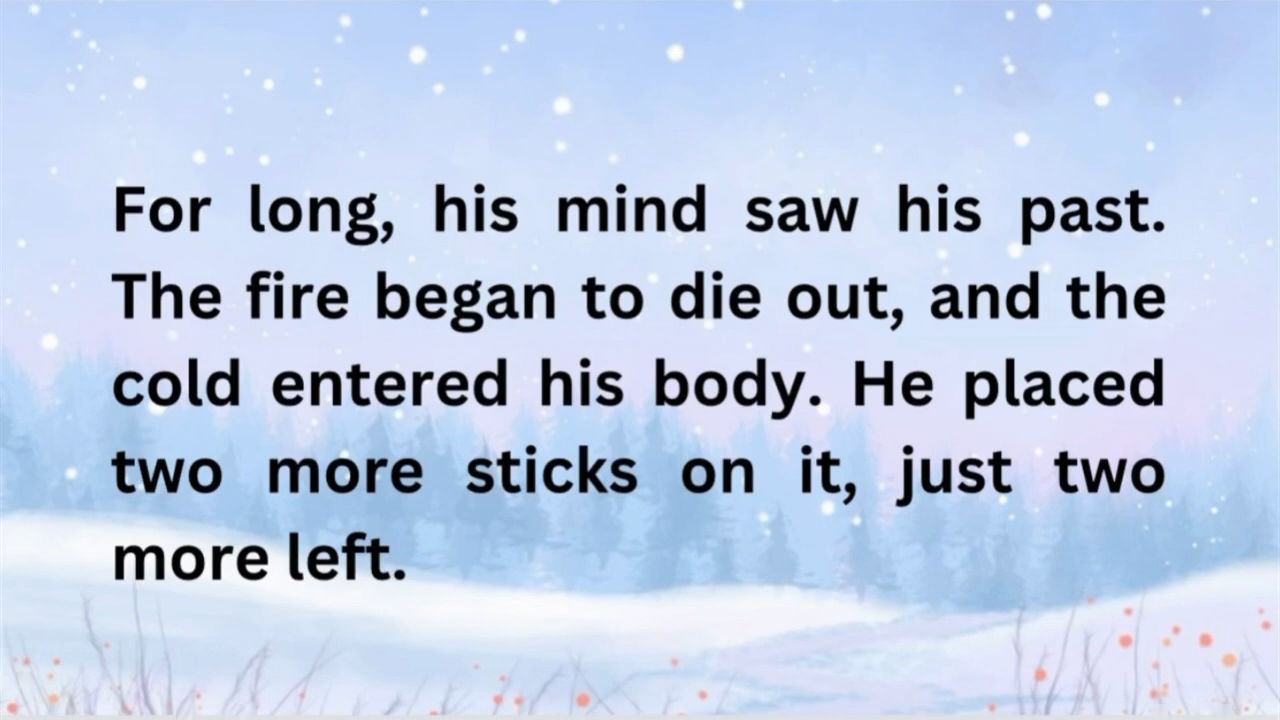 For long, his mind saw his past.
The fire began to die out, and the
cold entered his body. He placed
two more sticks on it, just two
more left.